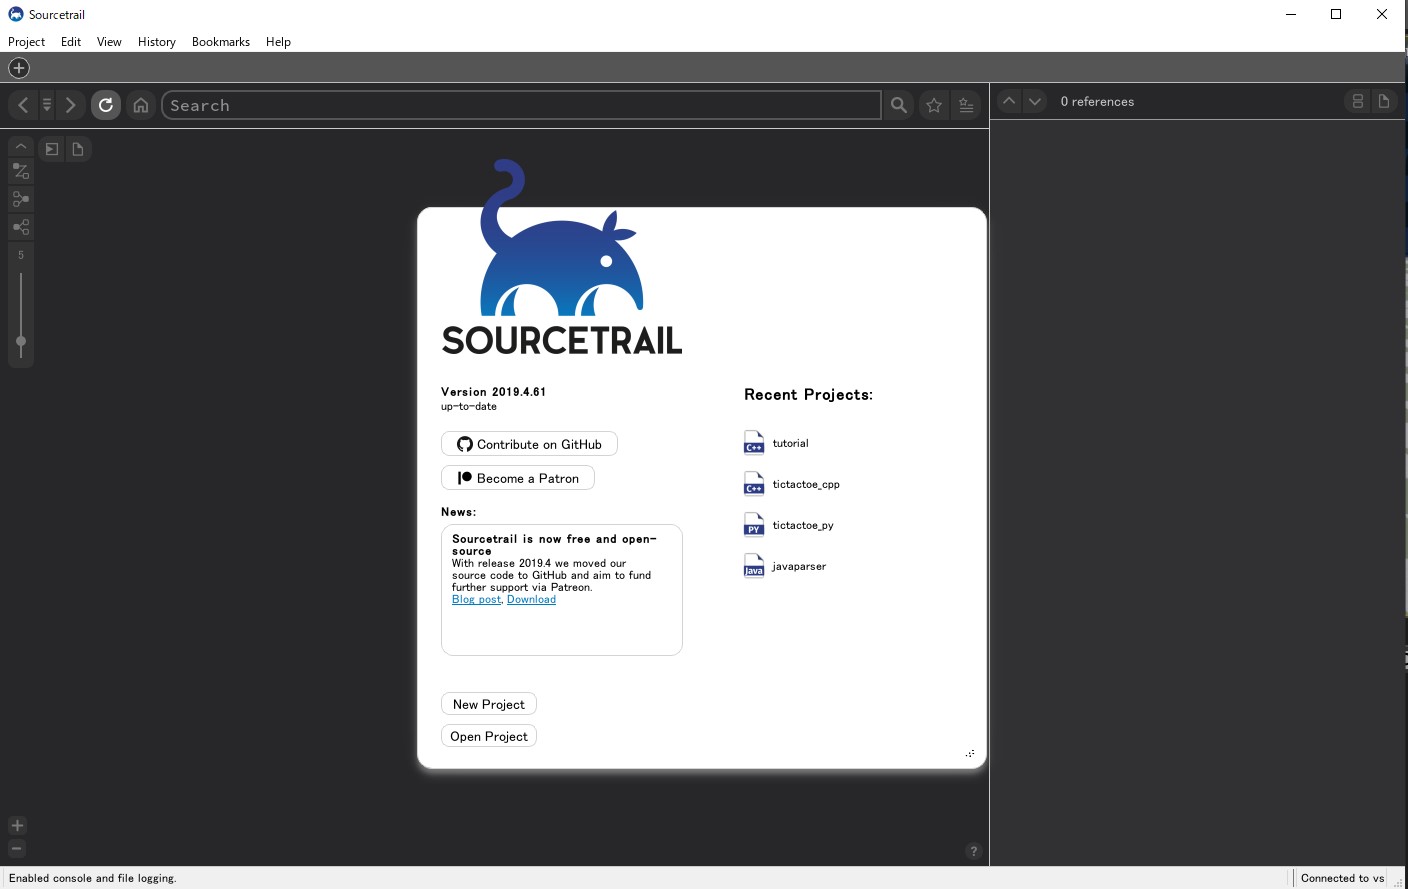 Sourcetrail
Project Edit View History Bookmarks Help
Search
0 references
5
SOURCETRAIL
Version 2019.4.61
up-to-date
Contribute on GitHub
Become a Patron
News:
Sourcetrail is now free and open-
source
With release 2019.4 we moved our
source code to GitHub and aim to fund
further support via Patreon.
Blog post, Download
New Project
Open Project
Recent Projects:
C++ tutorial
C++ tictactoe_cpp
PY tictactoe_py
Java javaparser
?
Enabled console and file logging.
Connected to vs